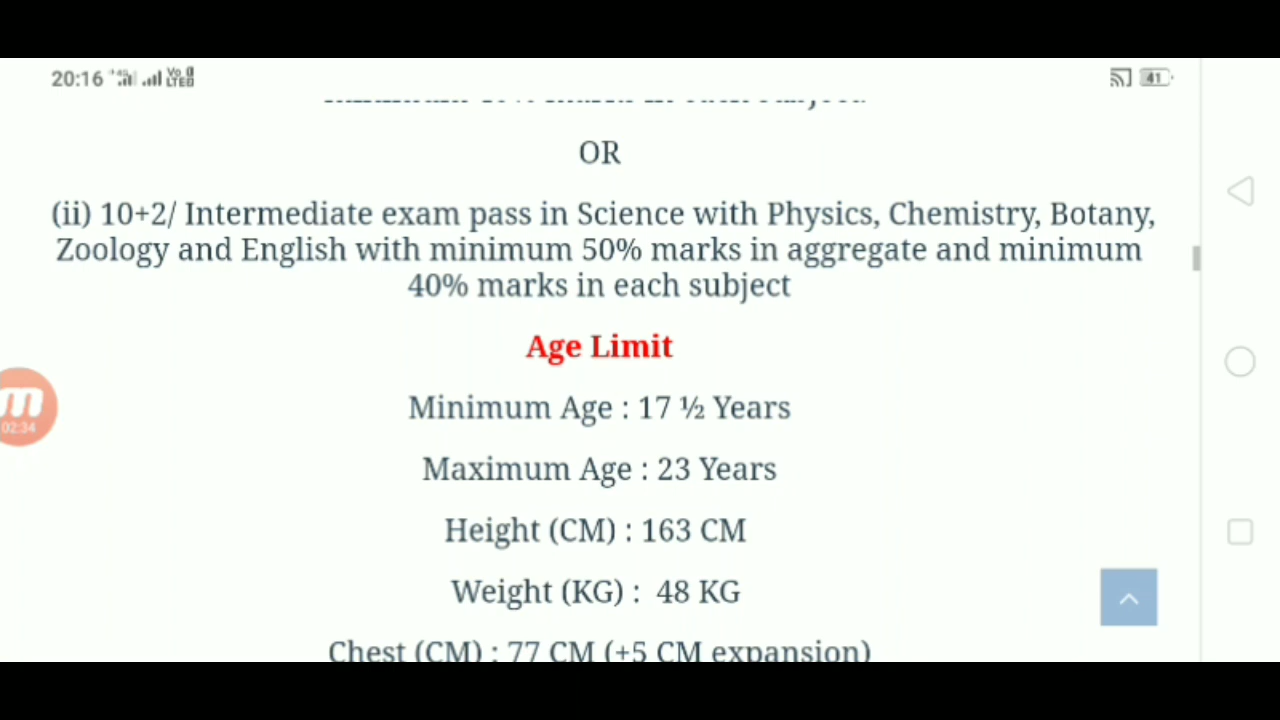 20:16
41
OR
(ii) 10+2/ Intermediate exam pass in Science with Physics, Chemistry, Botany,
Zoology and English with minimum 50% marks in aggregate and minimum
40% marks in each subject
Age Limit
Minimum Age : 17 ½ Years
02:34
Maximum Age : 23 Years
Height (CM) : 163 CM
Weight (KG) : 48 KG
Chest (CM) : 77 CM (+5 CM expansion)